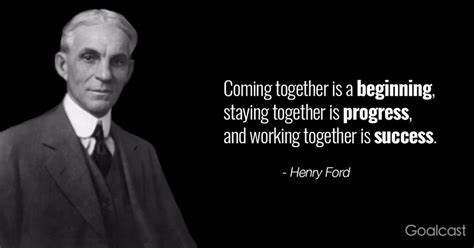 Coming together is a beginning,
staying together is progress,
and working together is success.
- Henry Ford
Goalcast